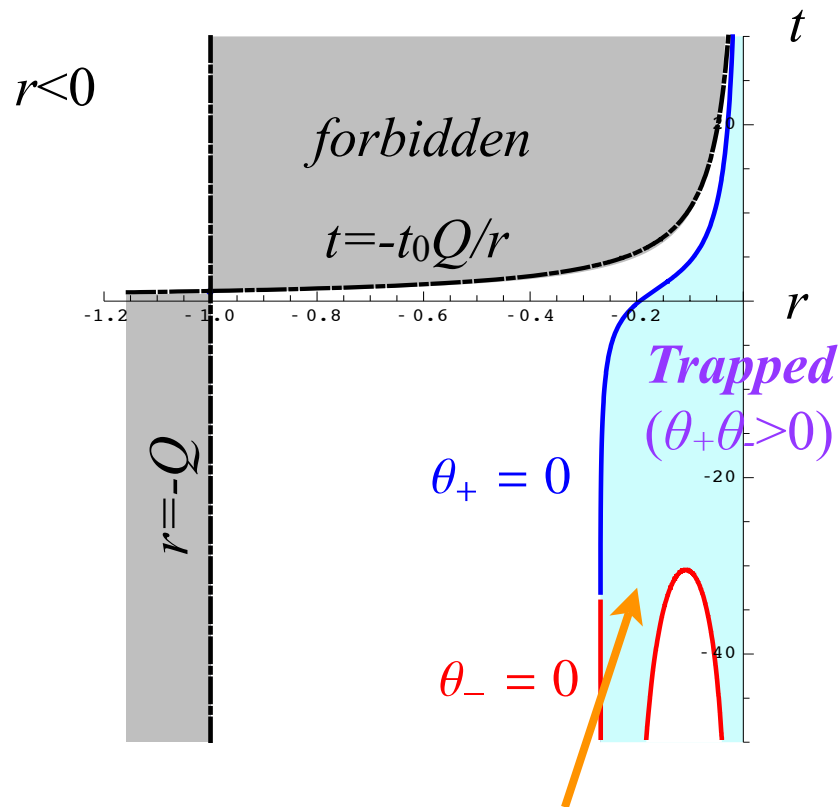 t
r<0
20
forbidden
t=-t₀Q/r
-1.2 -1.0 -0.8 -0.6 -0.4 -0.2
r
Trapped
(θ₊θ₋>0)
r=-Q
θ₊ = 0
-20
-40
θ₋ = 0